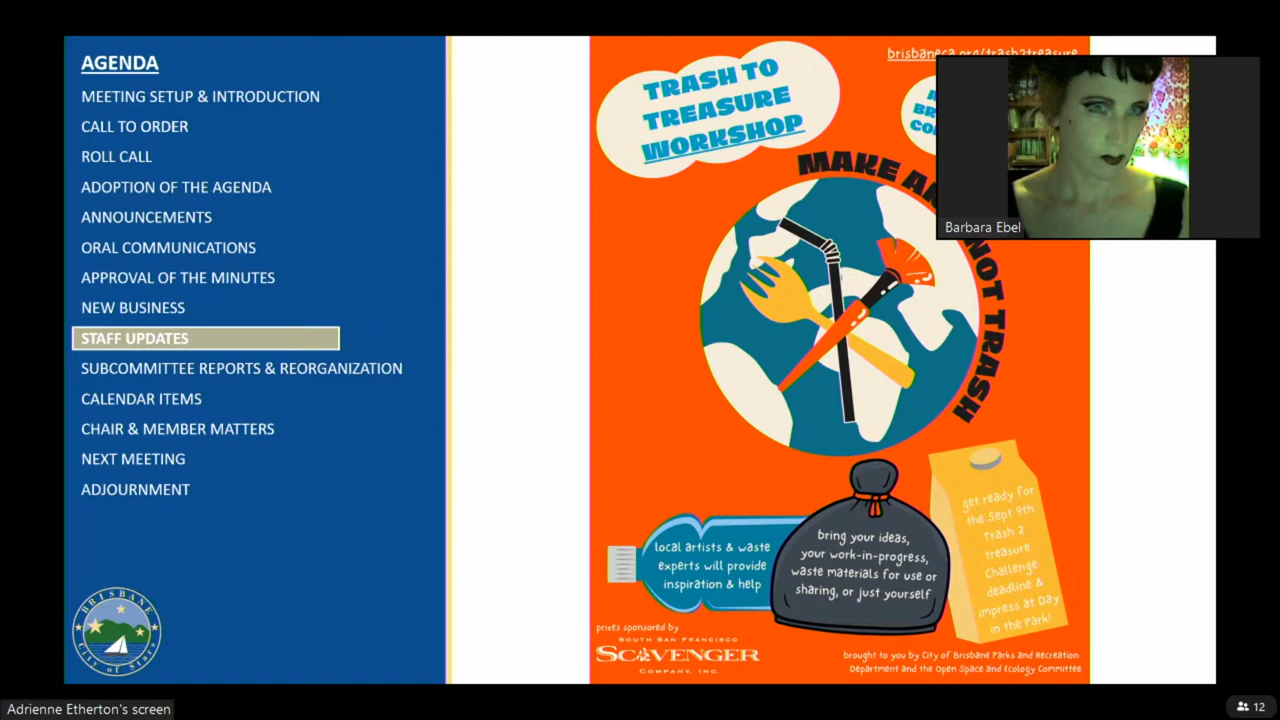 AGENDA
MEETING SETUP & INTRODUCTION
CALL TO ORDER
ROLL CALL
ADOPTION OF THE AGENDA
ANNOUNCEMENTS
ORAL COMMUNICATIONS
APPROVAL OF THE MINUTES
NEW BUSINESS
STAFF UPDATES
SUBCOMMITTEE REPORTS & REORGANIZATION
CALENDAR ITEMS
CHAIR & MEMBER MATTERS
NEXT MEETING
ADJOURNMENT
BRISBANE
City of Stars
brisbaneca.org/trash2treasure
TRASH TO
TREASURE
WORKSHOP
MAKE
NOT TRASH
Barbara Ebel
local artists & waste
experts will provide
inspiration & help
bring your ideas,
your work-in-progress,
waste materials for use or
sharing, or just yourself
get ready for
the Sept 9th
Trash 2
treasure
Challenge
deadline &
impress at Day
in the Park!
prizes sponsored by
SOUTH SAN FRANCISCO
SCAVENGER
COMPANY, INC.
brought to you by City of Brisbane Parks and Recreation
Department and the Open Space and Ecology Committee
Adrienne Etherton's screen
12